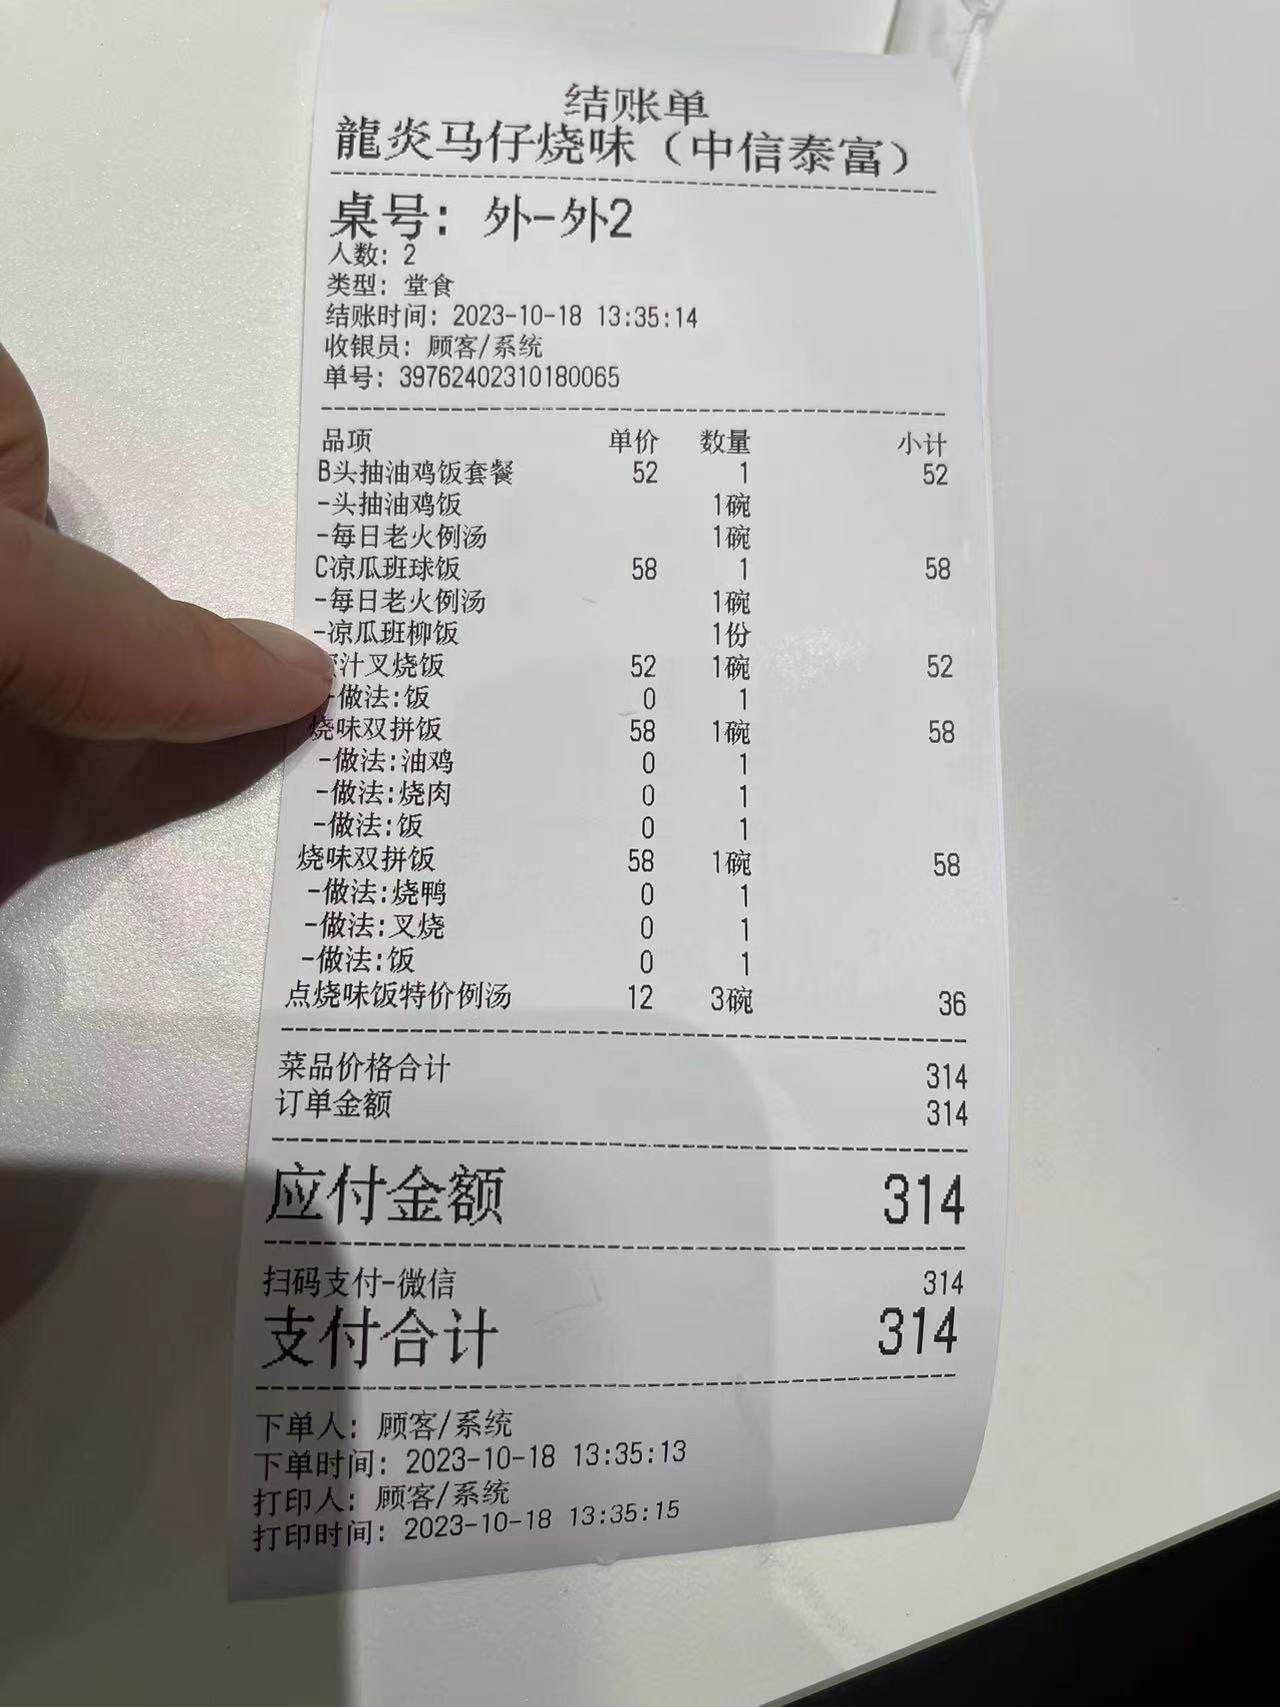 结账单
龍炎马仔烧味（中信泰富）
桌号: 外-外2
人数: 2
类型: 堂食
结账时间: 2023-10-18 13:35:14
收银员: 顾客/系统
单号: 39762402310180065
品项 单价 数量 小计
B头抽油鸡饭套餐 52 1 52
-头抽油鸡饭 1碗
-每日老火例汤 1碗
C凉瓜班球饭 58 1 58
-每日老火例汤 1碗
-凉瓜班柳饭 1份
汁叉烧饭 52 1碗 52
-做法:饭 0 1
烧味双拼饭 58 1碗 58
-做法:油鸡 0 1
-做法:烧肉 0 1
-做法:饭 0 1
烧味双拼饭 58 1碗 58
-做法:烧鸭 0 1
-做法:叉烧 0 1
-做法:饭 0 1
点烧味饭特价例汤 12 3碗 36
菜品价格合计 314
订单金额 314
应付金额 314
扫码支付-微信 314
支付合计 314
下单人: 顾客/系统
下单时间: 2023-10-18 13:35:13
打印人: 顾客/系统
打印时间: 2023-10-18 13:35:15